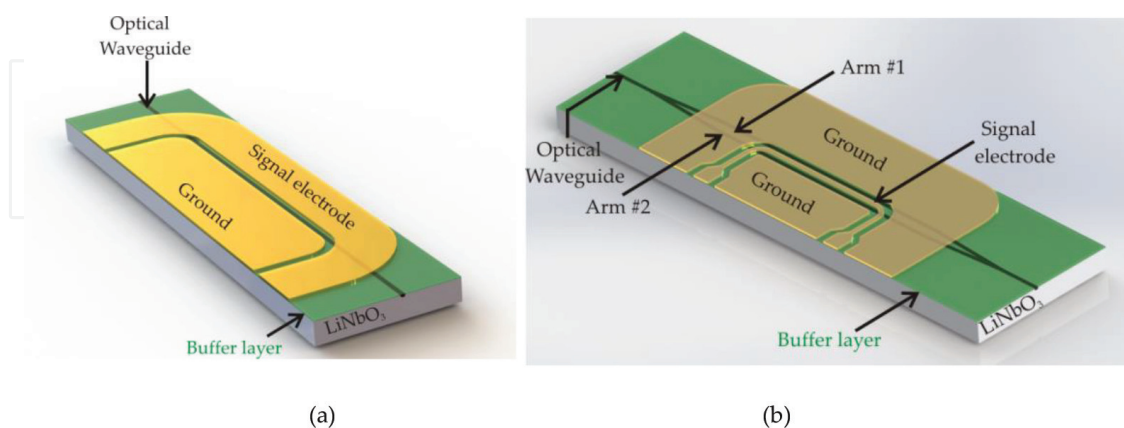 Optical
Waveguide
Signal electrode
Ground
LiNbO3
Buffer layer
(a)
Arm #1
Ground
Signal
electrode
Optical
Waveguide
Ground
Arm #2
LiNbO3
Buffer layer
(b)